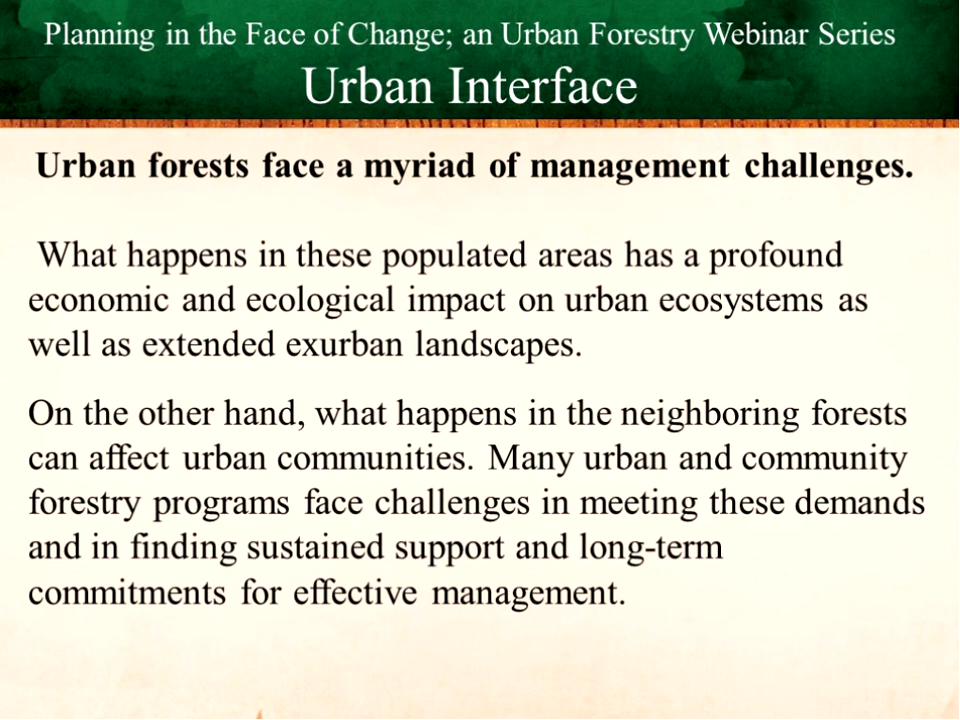 Planning in the Face of Change; an Urban Forestry Webinar Series
Urban Interface
Urban forests face a myriad of management challenges.
What happens in these populated areas has a profound
economic and ecological impact on urban ecosystems as
well as extended exurban landscapes.
On the other hand, what happens in the neighboring forests
can affect urban communities. Many urban and community
forestry programs face challenges in meeting these demands
and in finding sustained support and long-term
commitments for effective management.